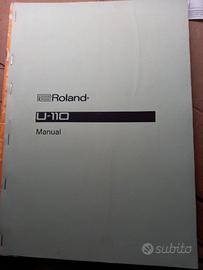 Roland
U-110
Manual
subito